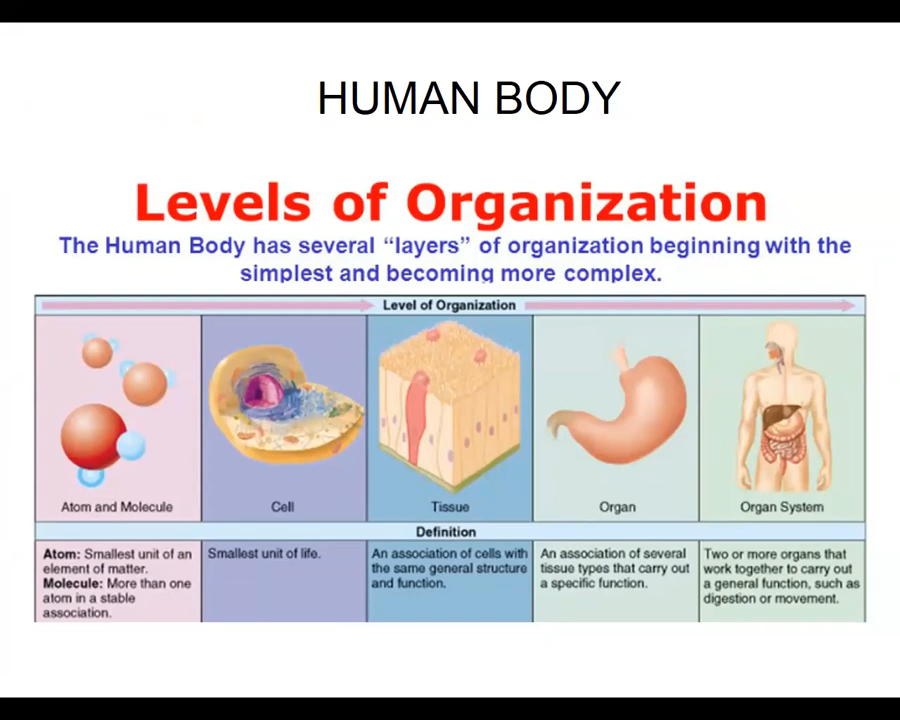 HUMAN BODY
Levels of Organization
The Human Body has several “layers” of organization beginning with the
simplest and becoming more complex.
Level of Organization
Atom and Molecule
Cell
Tissue
Organ
Organ System
Definition
Atom: Smallest unit of an
element of matter.
Molecule: More than one
atom in a stable
association.
Smallest unit of life.
An association of cells with
the same general structure
and function.
An association of several
tissue types that carry out
a specific function.
Two or more organs that
work together to carry out
a general function, such as
digestion or movement.